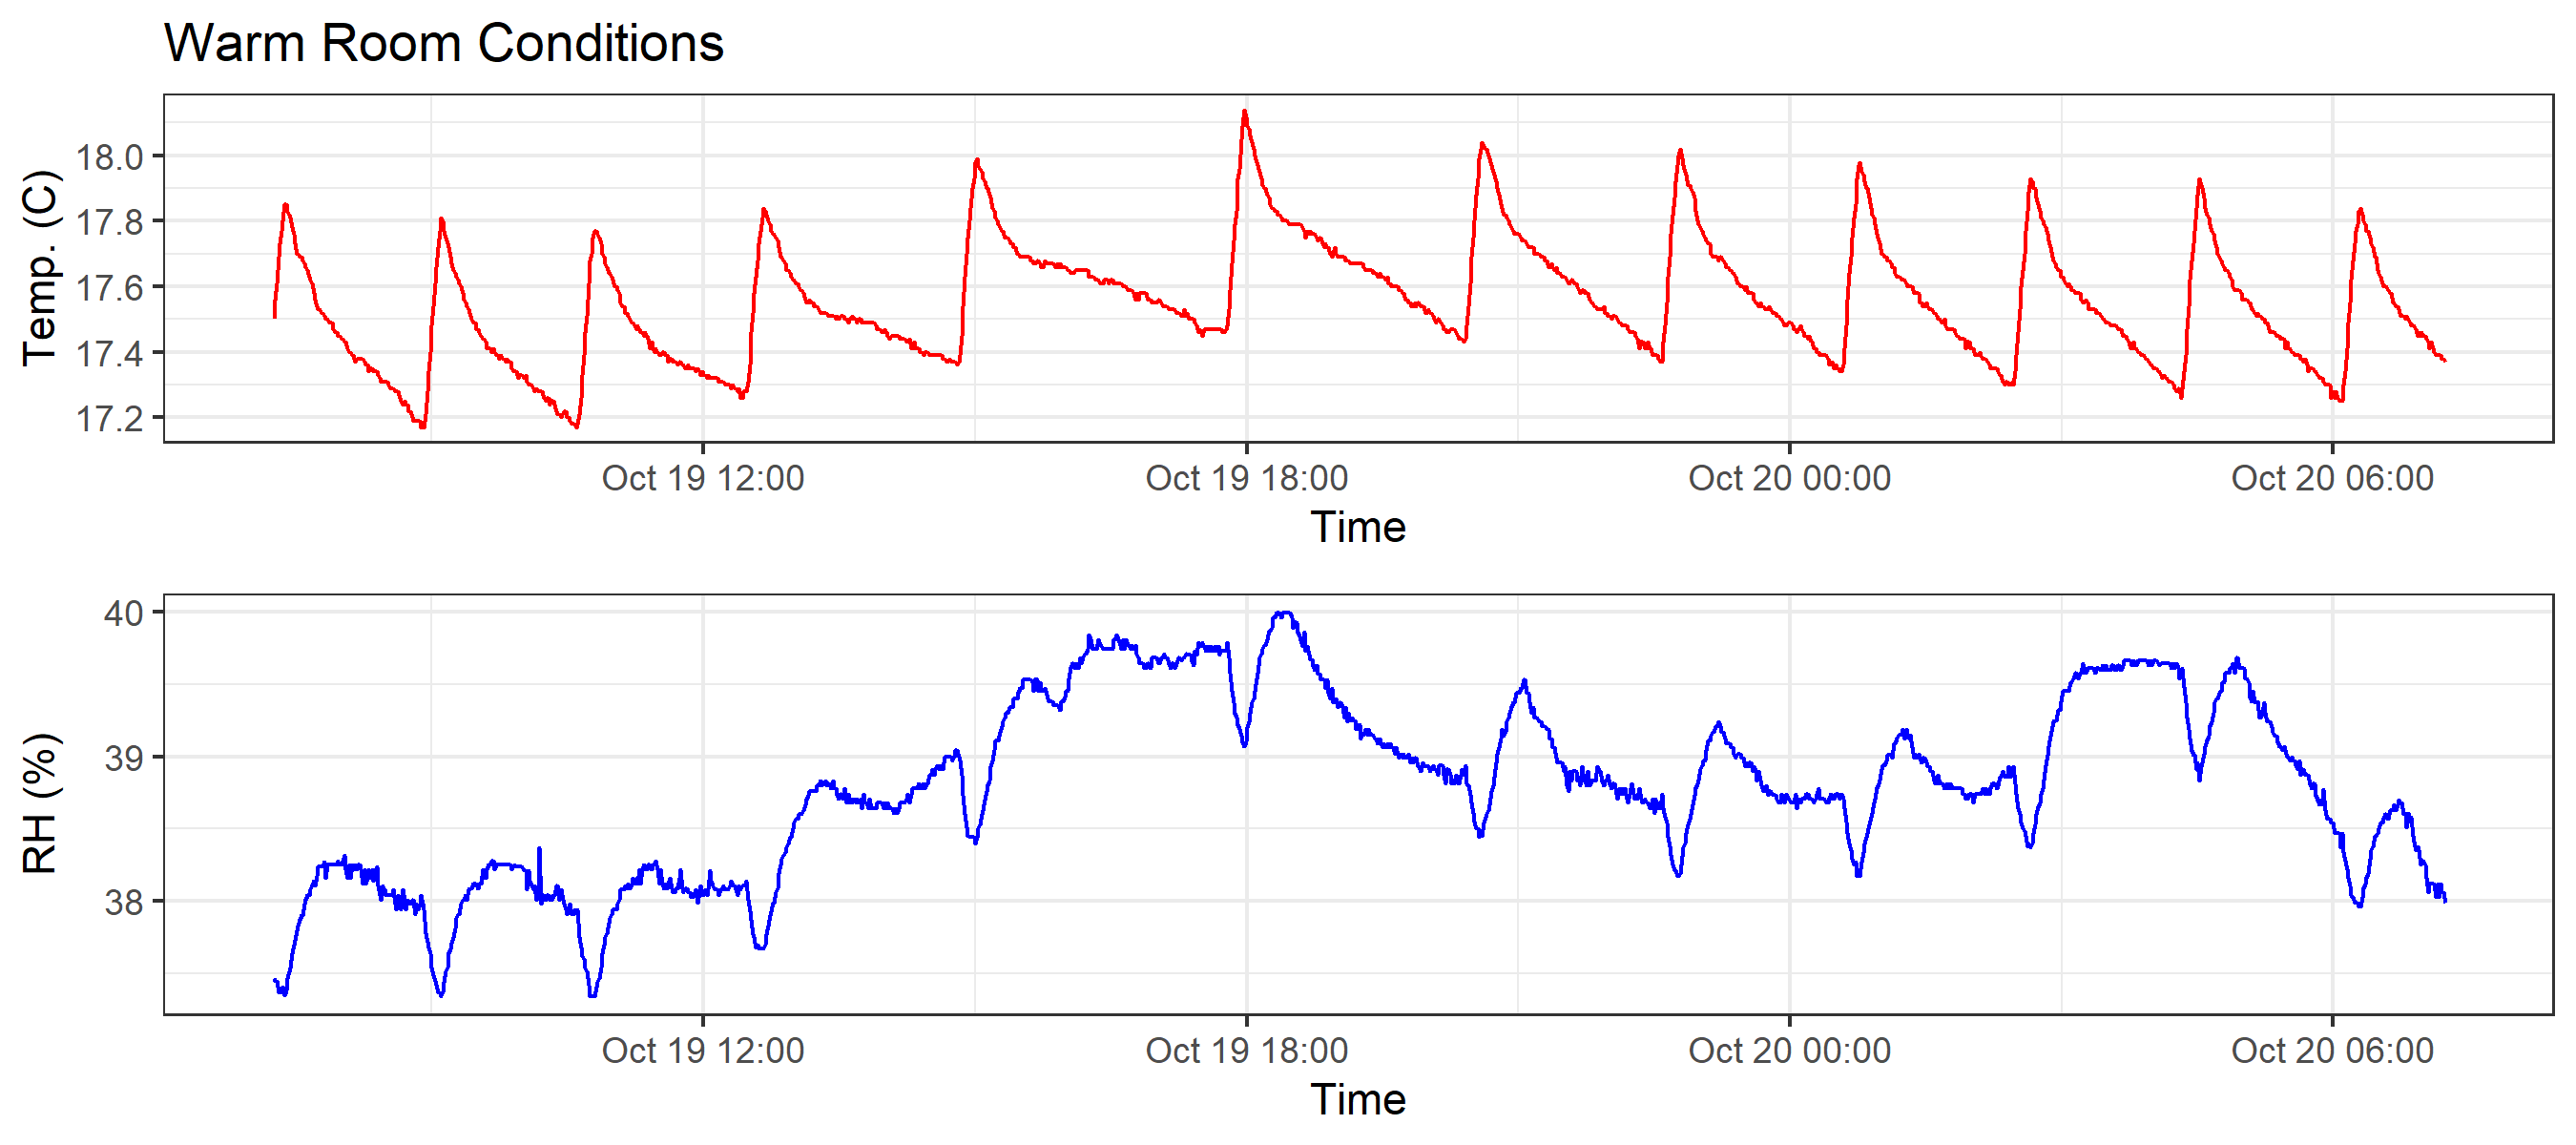 Warm Room Conditions
Temp. (C)
18.0
17.8
17.6
17.4
17.2
Oct 19 12:00 Oct 19 18:00 Oct 20 00:00 Oct 20 06:00
Time
RH (%)
40
39
38
Oct 19 12:00 Oct 19 18:00 Oct 20 00:00 Oct 20 06:00
Time